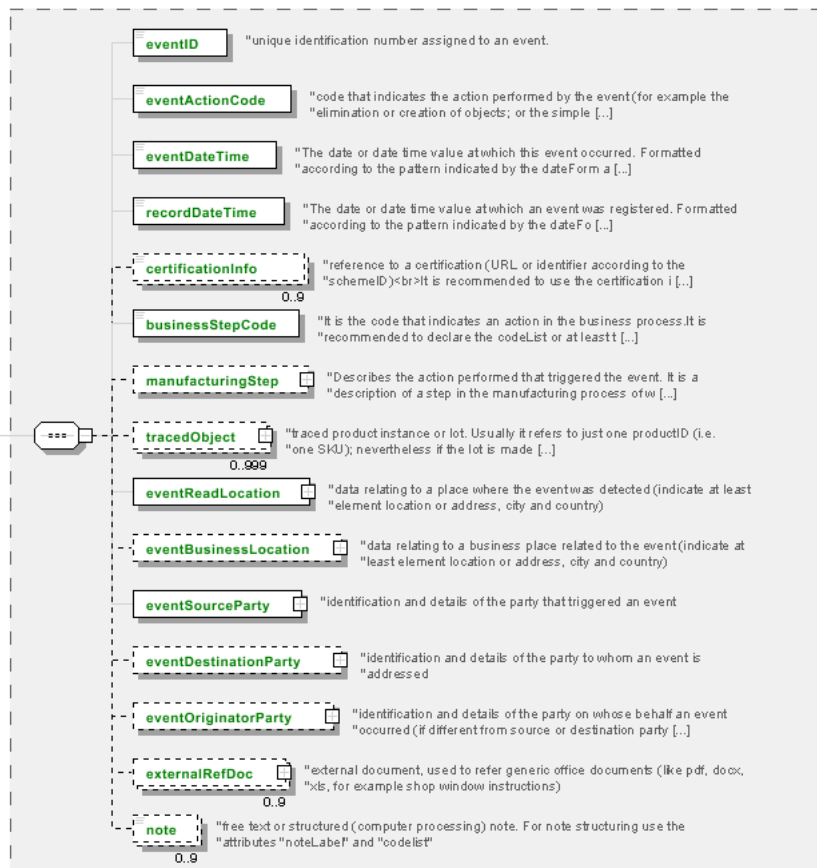 eventID
"unique identification number assigned to an event.
eventActionCode
"code that indicates the action performed by the event (for example the
"elimination or creation of objects; or the simple [...]
eventDateTime
"The date or date time value at which this event occurred. Formatted
"according to the pattern indicated by the dateForm a [...]
recordDateTime
"The date or date time value at which an event was registered. Formatted
"according to the pattern indicated by the dateFo [...]
certificationInfo
"reference to a certification (URL or identifier according to the
"schemeID)<br>It is recommended to use the certification i [...]
0..9
businessStepCode
"It is the code that indicates an action in the business process.It is
"recommended to declare the codeList or at least t [...]
manufacturingStep
"Describes the action performed that triggered the event. It is a
"description of a step in the manufacturing process of w [...]
tracedObject
"traced product instance or lot. Usually it refers to just one productID (i.e.
"one SKU); nevertheless if the lot is made [...]
0..999
eventReadLocation
"data relating to a place where the event was detected (indicate at least
"element location or address, city and country)
eventBusinessLocation
"data relating to a business place related to the event (indicate at
"least element location or address, city and country)
eventSourceParty
"identification and details of the party that triggered an event
eventDestinationParty
"identification and details of the party to whom an event is
"addressed
eventOriginatorParty
"identification and details of the party on whose behalf an event
"occurred (if different from source or destination party [...]
externalRefDoc
"external document, used to refer generic office documents (like pdf, docx,
"xls, for example shop window instructions)
0..9
note
"free text or structured (computer processing) note. For note structuring use the
"attributes "noteLabel" and "codelist"
0..9